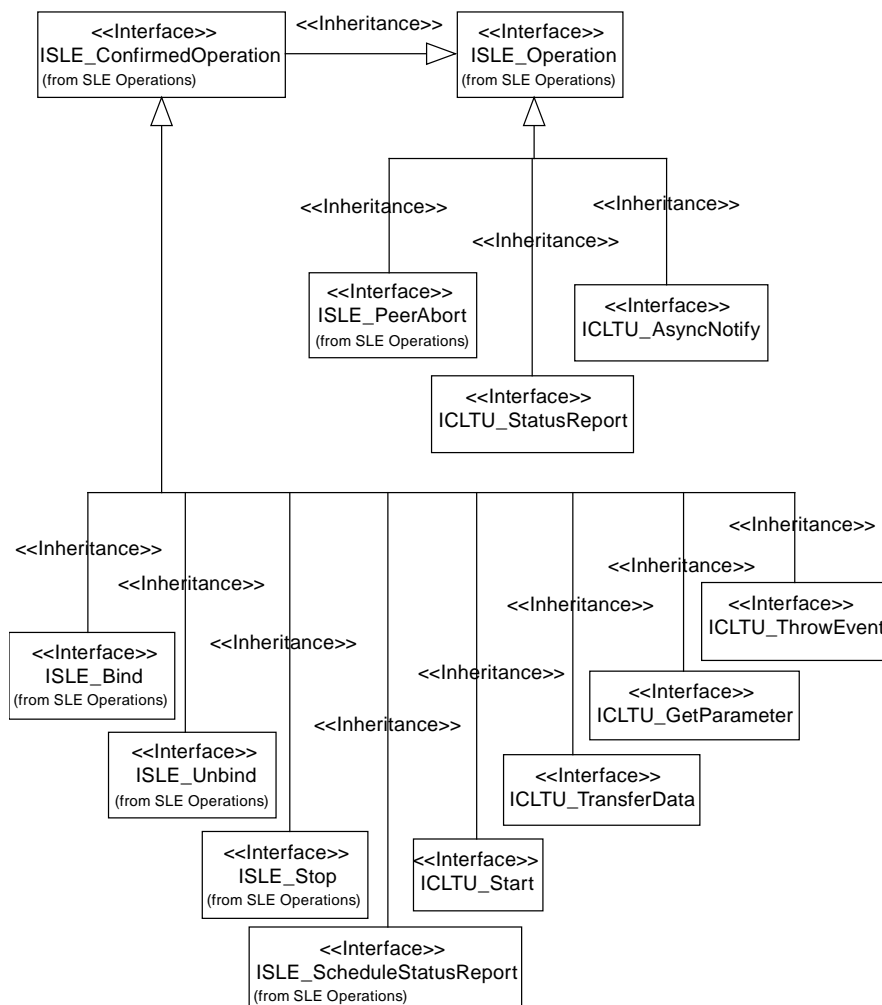 <<Interface>>
ISLE_ConfirmedOperation
(from SLE Operations)
<<Inheritance>>
<<Interface>>
ISLE_Operation
(from SLE Operations)
<<Inheritance>>
<<Inheritance>>
<<Inheritance>>
<<Interface>>
ISLE_PeerAbort
(from SLE Operations)
<<Interface>>
ICLTU_AsyncNotify
<<Interface>>
ICLTU_StatusReport
<<Inheritance>>
<<Inheritance>>
<<Inheritance>>
<<Inheritance>>
<<Inheritance>>
<<Inheritance>>
<<Inheritance>>
<<Inheritance>>
<<Interface>>
ISLE_Bind
(from SLE Operations)
<<Interface>>
ISLE_Unbind
(from SLE Operations)
<<Interface>>
ISLE_Stop
(from SLE Operations)
<<Interface>>
ISLE_ScheduleStatusReport
(from SLE Operations)
<<Interface>>
ICLTU_Start
<<Interface>>
ICLTU_TransferData
<<Interface>>
ICLTU_GetParameter
<<Interface>>
ICLTU_ThrowEvent